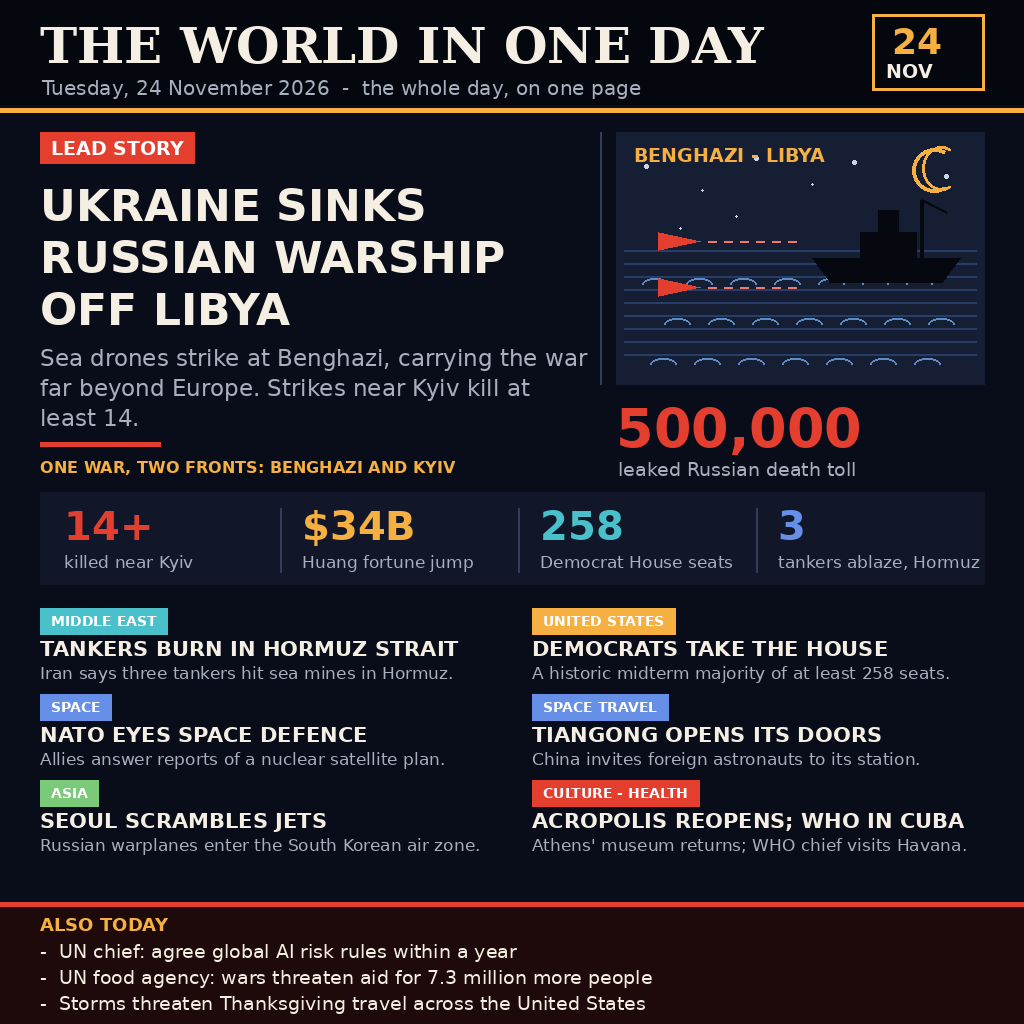 THE WORLD IN ONE DAY
Tuesday, 24 November 2026 - the whole day, on one page
24
NOV
LEAD STORY
UKRAINE SINKS
RUSSIAN WARSHIP
OFF LIBYA
Sea drones strike at Benghazi, carrying the war
far beyond Europe. Strikes near Kyiv kill at
least 14.
ONE WAR, TWO FRONTS: BENGHAZI AND KYIV
BENGHAZI - LIBYA
500,000
leaked Russian death toll
14+
killed near Kyiv
$34B
Huang fortune jump
258
Democrat House seats
3
tankers ablaze, Hormuz
MIDDLE EAST
TANKERS BURN IN HORMUZ STRAIT
Iran says three tankers hit sea mines in Hormuz.
UNITED STATES
DEMOCRATS TAKE THE HOUSE
A historic midterm majority of at least 258 seats.
SPACE
NATO EYES SPACE DEFENCE
Allies answer reports of a nuclear satellite plan.
SPACE TRAVEL
TIANGONG OPENS ITS DOORS
China invites foreign astronauts to its station.
ASIA
SEOUL SCRAMBLES JETS
Russian warplanes enter the South Korean air zone.
CULTURE - HEALTH
ACROPOLIS REOPENS; WHO IN CUBA
Athens' museum returns; WHO chief visits Havana.
ALSO TODAY
- UN chief: agree global AI risk rules within a year
- UN food agency: wars threaten aid for 7.3 million more people
- Storms threaten Thanksgiving travel across the United States